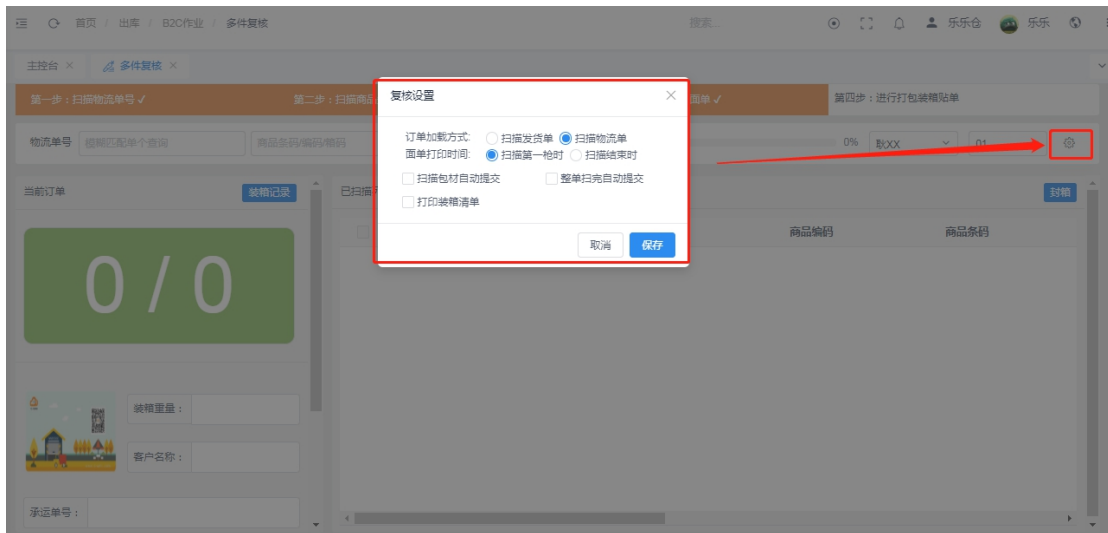 首页 / 出库 / B2C作业 / 多件复核
搜索...
乐乐仓
乐乐
主控台 ×
多件复核 ×
第一步：扫描物流单号 ✓
第二步：扫描商品
面单 ✓
第四步：进行打包装箱贴单
物流单号
模糊匹配单个查询
商品条码/编码/箱码
0%
耿XX
01
当前订单
装箱记录
已扫描
封箱
商品编码
商品条码
0 / 0
装箱重量：
客户名称：
承运单号：
复核设置
订单加载方式: 扫描发货单 扫描物流单
面单打印时间: 扫描第一枪时 扫描结束时
扫描包材自动提交 整单扫完自动提交
打印装箱清单
取消
保存